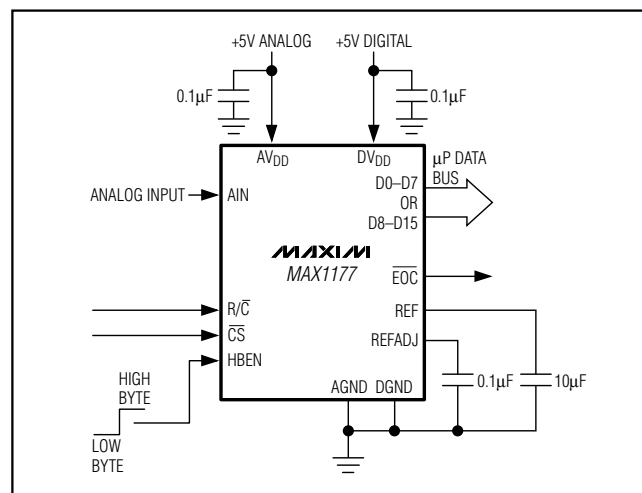 +5V ANALOG
+5V DIGITAL
0.1μF
0.1μF
AVDD
DVDD
μP DATA
BUS
D0–D7
OR
D8–D15
ANALOG INPUT
AIN
MAXIM
MAX1177
EOC
R/C
REF
CS
REFADJ
HBEN
HIGH
BYTE
0.1μF
10μF
AGND
DGND
LOW
BYTE